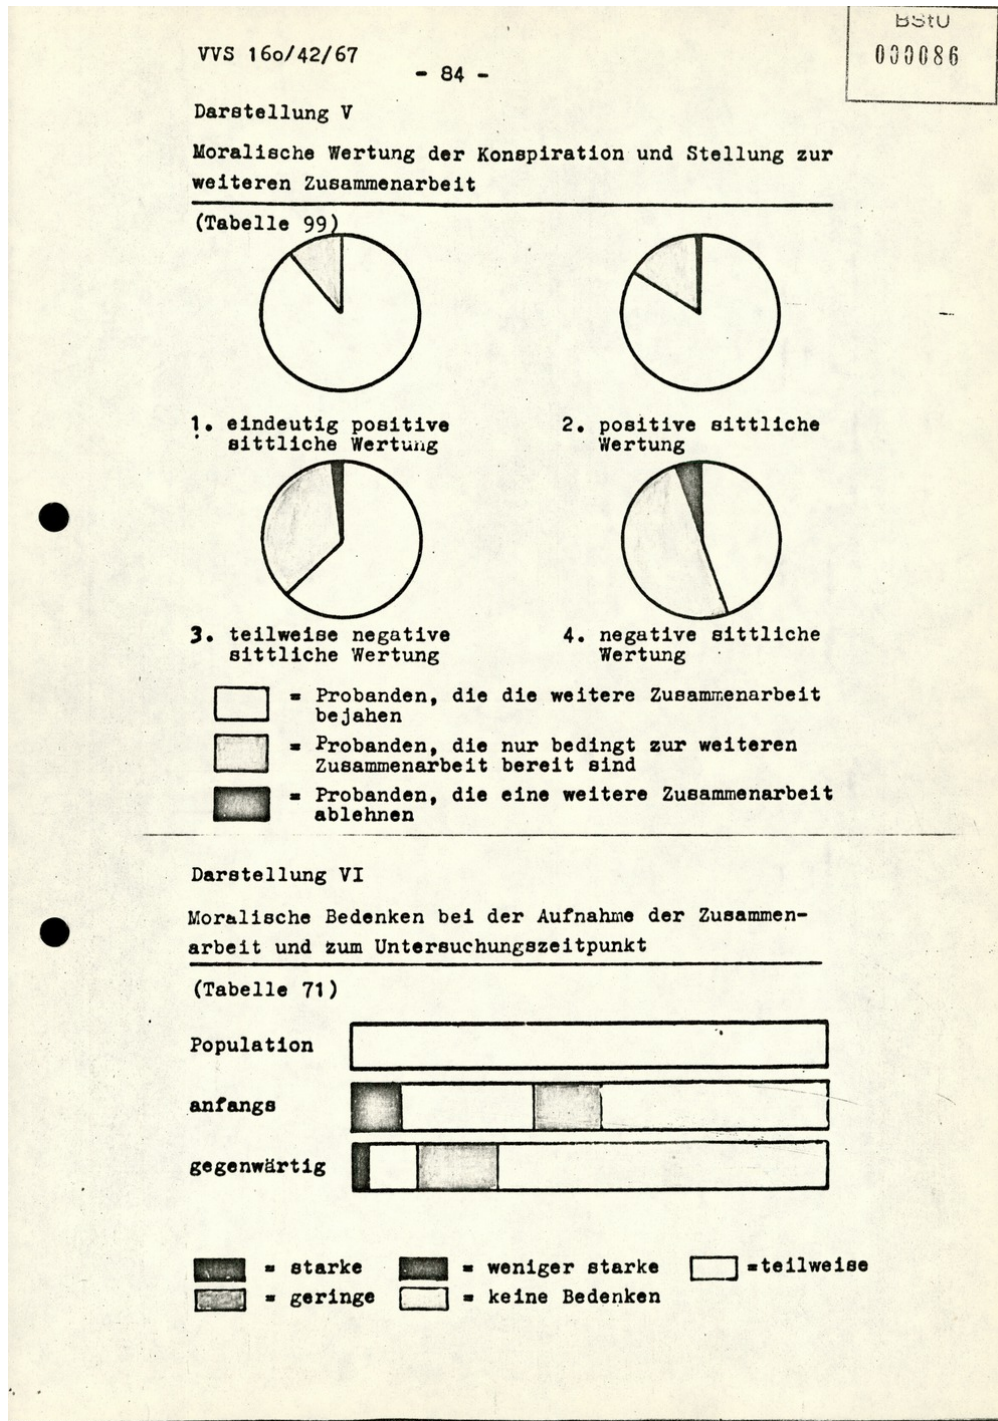 BStU
000086
VVS 16o/42/67
- 84 -
Darstellung V
Moralische Wertung der Konspiration und Stellung zur
weiteren Zusammenarbeit
(Tabelle 99)
1. eindeutig positive
sittliche Wertung
2. positive sittliche
Wertung
3. teilweise negative
sittliche Wertung
4. negative sittliche
Wertung
= Probanden, die die weitere Zusammenarbeit
bejahen
= Probanden, die nur bedingt zur weiteren
Zusammenarbeit bereit sind
= Probanden, die eine weitere Zusammenarbeit
ablehnen
Darstellung VI
Moralische Bedenken bei der Aufnahme der Zusammen-
arbeit und zum Untersuchungszeitpunkt
(Tabelle 71)
Population
anfangs
gegenwärtig
= starke = weniger starke =teilweise
= geringe = keine Bedenken